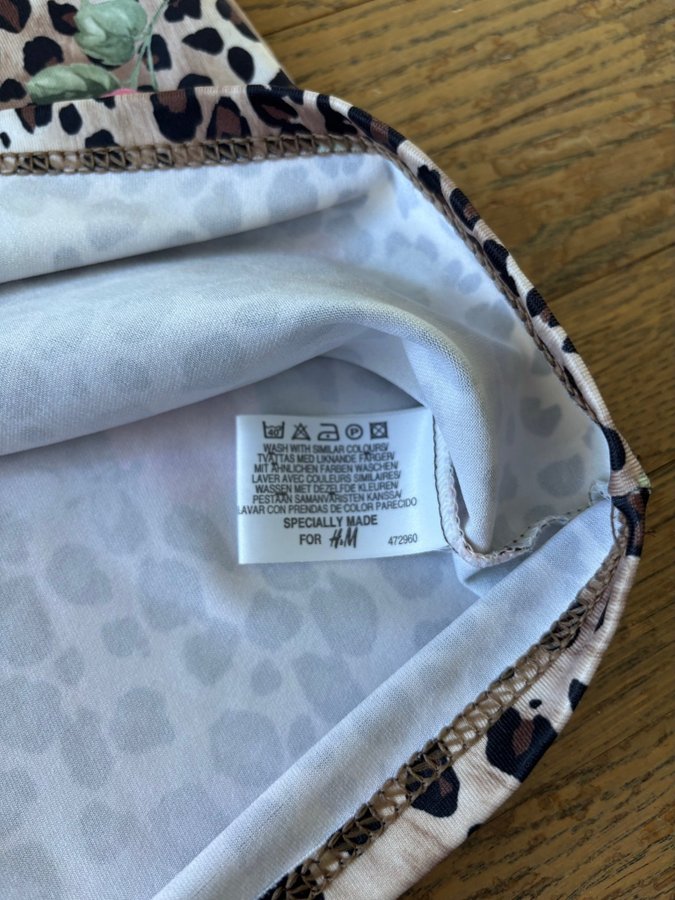 40 P
WASH WITH SIMILAR COLOURS/
TVÄTTAS MED LIKNANDE FÄRGER/
MIT ÄHNLICHEN FARBEN WASCHEN/
LAVER AVEC COULEURS SIMILAIRES/
WASSEN MET DEZELFDE KLEUREN/
PESTÄÄN SAMANVÄRISTEN KANSSA/
LAVAR CON PRENDAS DE COLOR PARECIDO
SPECIALLY MADE
FOR H&M 472960